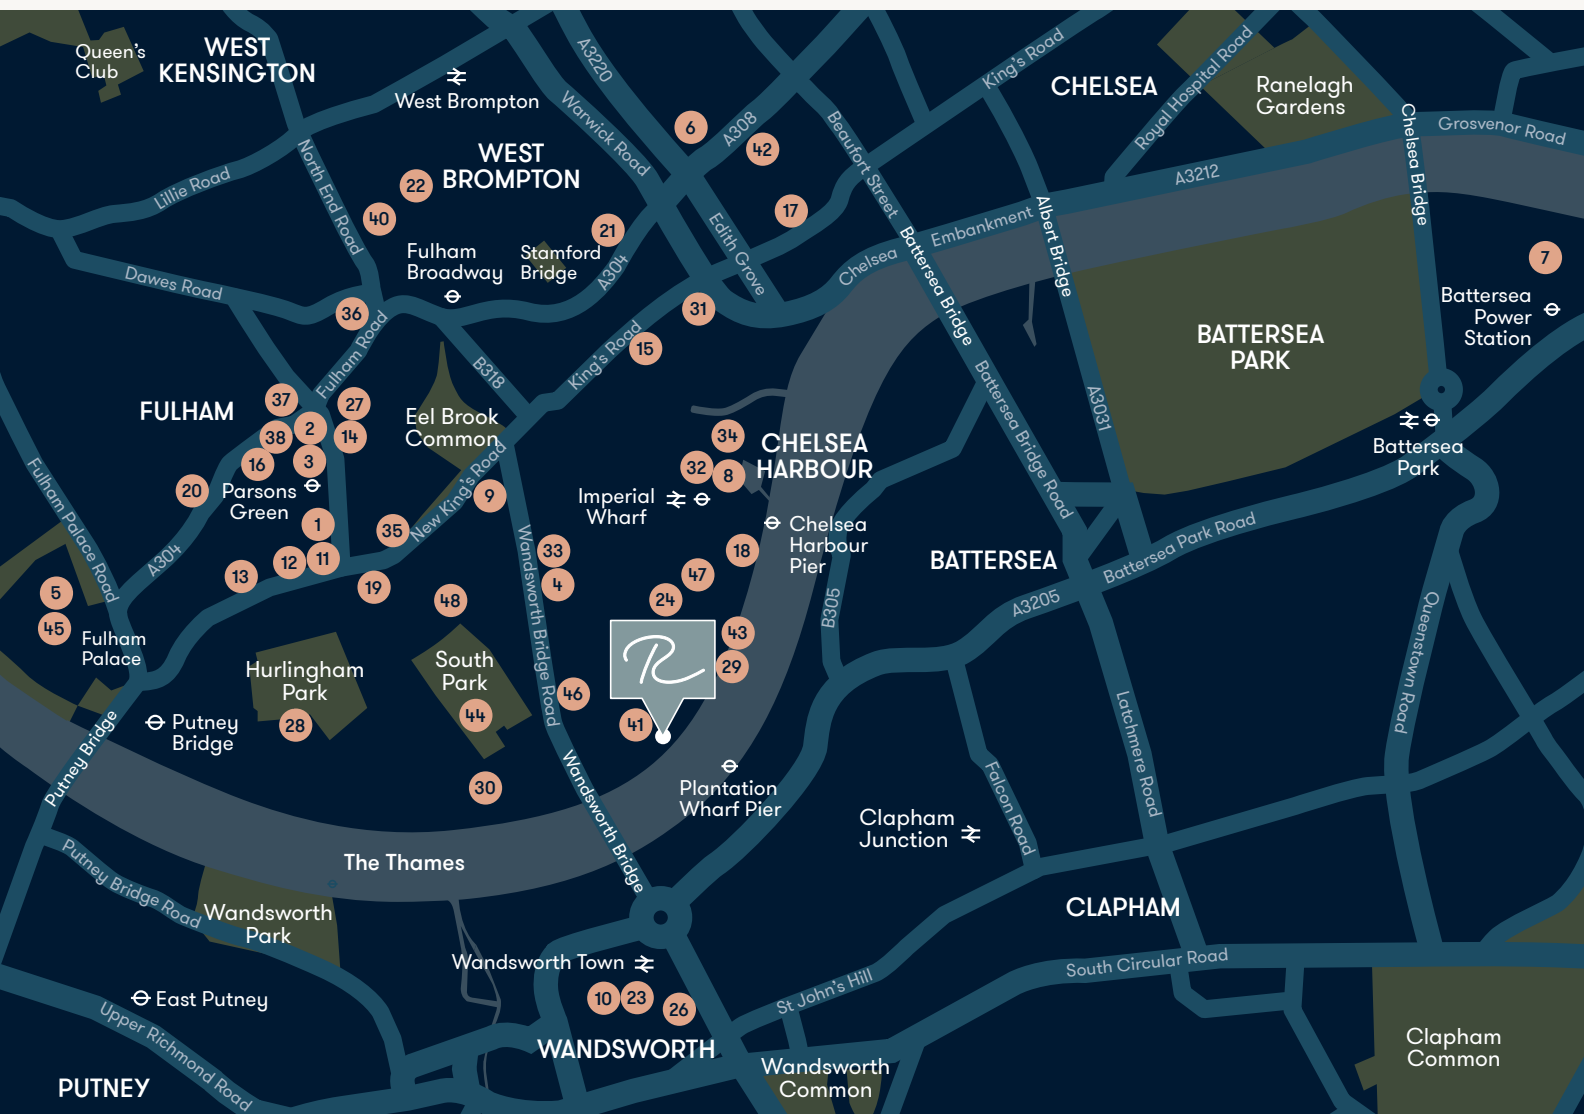 Queen's
Club
WEST
KENSINGTON
A3220
King's Road
CHELSEA
Royal Hospital Road
Ranelagh
Gardens
West Brompton
Warwick Road
6
A308
42
Beaufort Street
Chelsea Bridge
Grosvenor Road
North End Road
WEST
BROMPTON
22
Lillie Road
A3212
40
21
17
Edith Grove
Albert Bridge
Embankment
Chelsea
Battersea Bridge
Fulham
Broadway
Stamford
Bridge
A304
7
Dawes Road
Battersea
Power
Station
36
31
15
King's Road
Fulham Road
B318
BATTERSEA
PARK
FULHAM
37
27
2
38
14
3
16
20
Parsons
Green
Eel Brook
Common
New King's Road
9
34
32
8
CHELSEA
HARBOUR
Imperial
Wharf
Battersea Bridge Road
A3031
Battersea
Park
Fulham Palace Road
A304
1
35
12
11
13
19
48
Wandsworth Bridge Road
33
4
Chelsea
Harbour
Pier
18
47
24
BATTERSEA
Battersea Park Road
A3205
B305
Queenstown Road
5
45
Fulham
Palace
Hurlingham
Park
28
South
Park
44
46
R
43
29
41
Putney
Bridge
Putney Bridge
30
Wandsworth Bridge
Plantation
Wharf Pier
Latchmere Road
Falcon Road
Clapham
Junction
The Thames
Putney Bridge Road
Wandsworth
Park
CLAPHAM
Wandsworth Town
South Circular Road
St John's Hill
10
23
26
East Putney
Upper Richmond Road
WANDSWORTH
Wandsworth
Common
Clapham
Common
PUTNEY